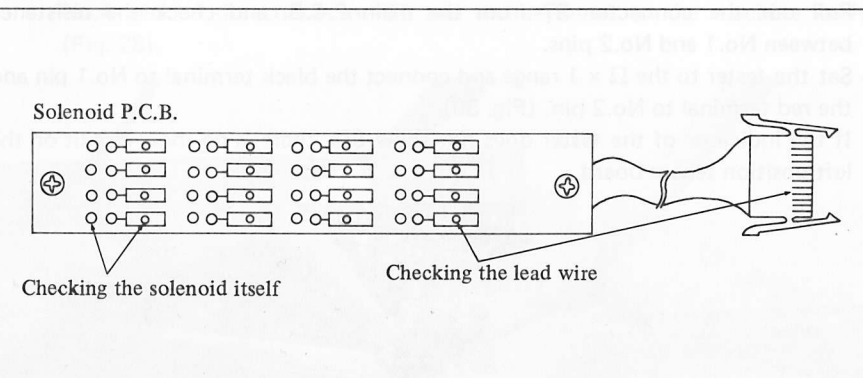 Solenoid P.C.B.
Checking the lead wire
Checking the solenoid itself